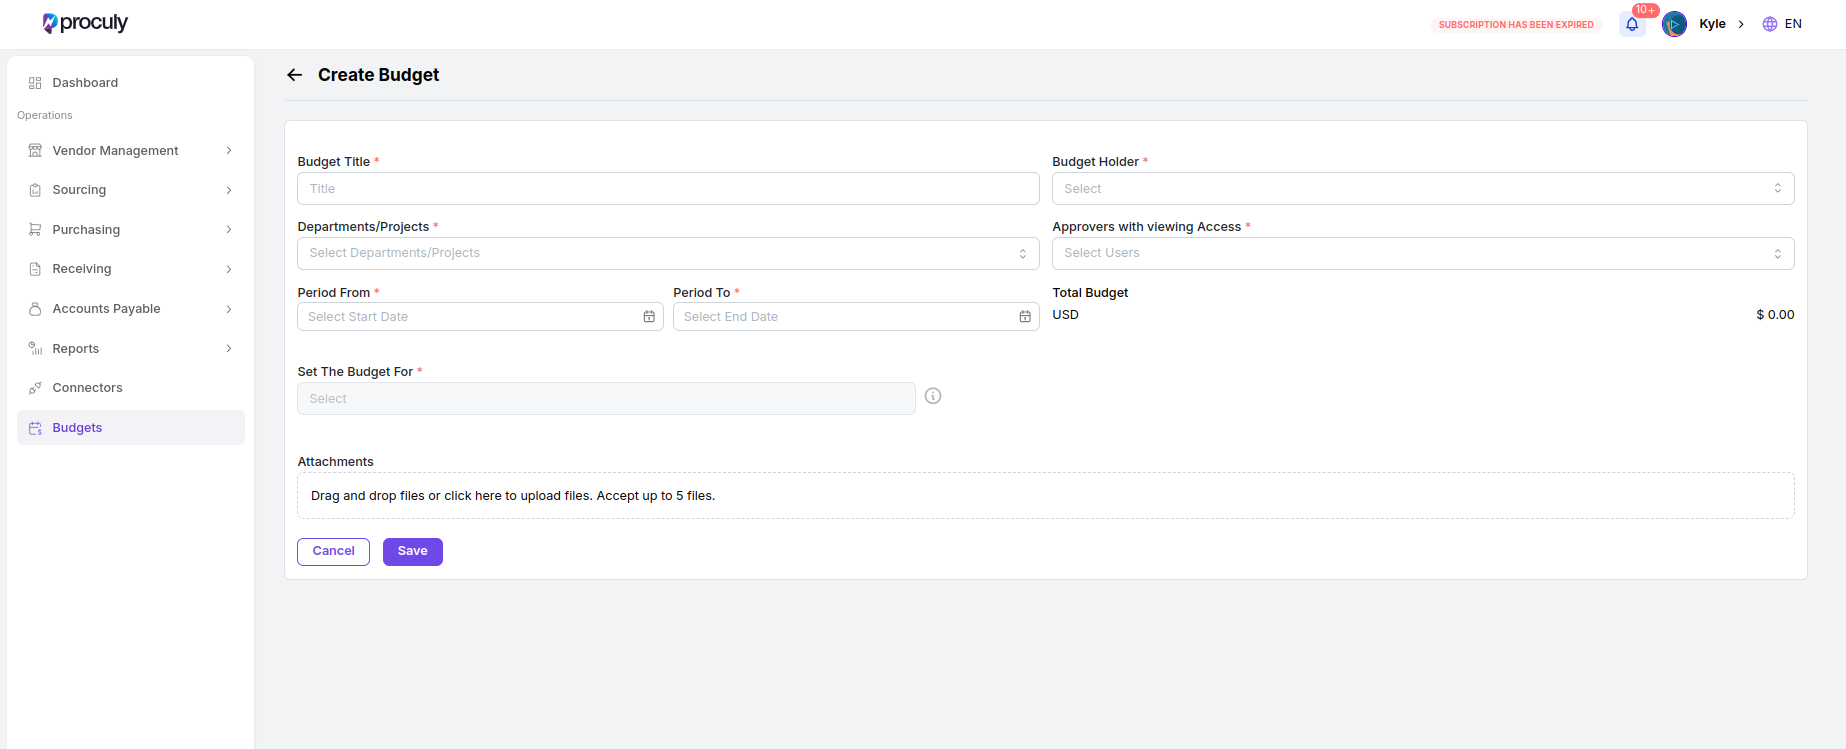 proculy
SUBSCRIPTION HAS BEEN EXPIRED
10+
Kyle
EN
Dashboard
Operations
Vendor Management
Sourcing
Purchasing
Receiving
Accounts Payable
Reports
Connectors
Budgets
Create Budget
Budget Title *
Title
Budget Holder *
Select
Departments/Projects *
Select Departments/Projects
Approvers with viewing Access *
Select Users
Period From *
Select Start Date
Period To *
Select End Date
Total Budget
USD
$ 0.00
Set The Budget For *
Select
Attachments
Drag and drop files or click here to upload files. Accept up to 5 files.
Cancel
Save